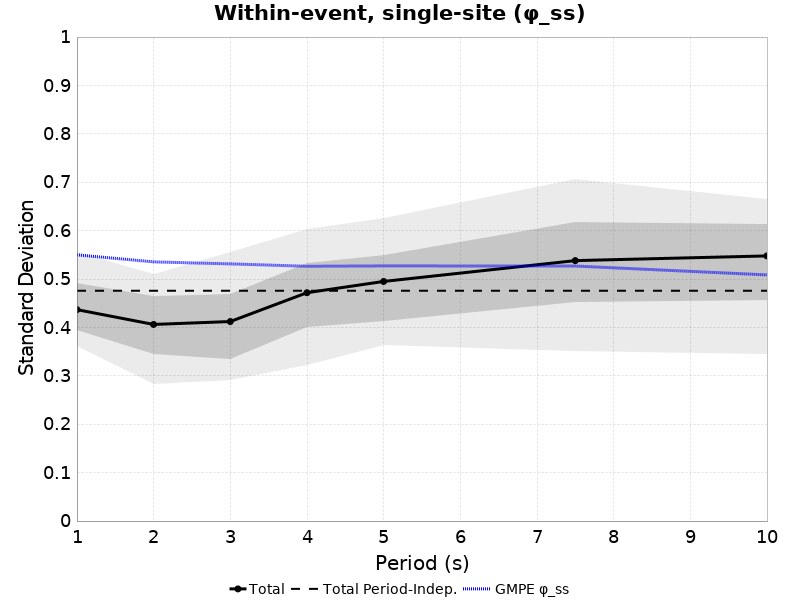 Within-event, single-site (φ_ss)
Standard Deviation
1
0.9
0.8
0.7
0.6
0.5
0.4
0.3
0.2
0.1
0
1 2 3 4 5 6 7 8 9 10
Period (s)
Total Total Period-Indep. GMPE φ_ss